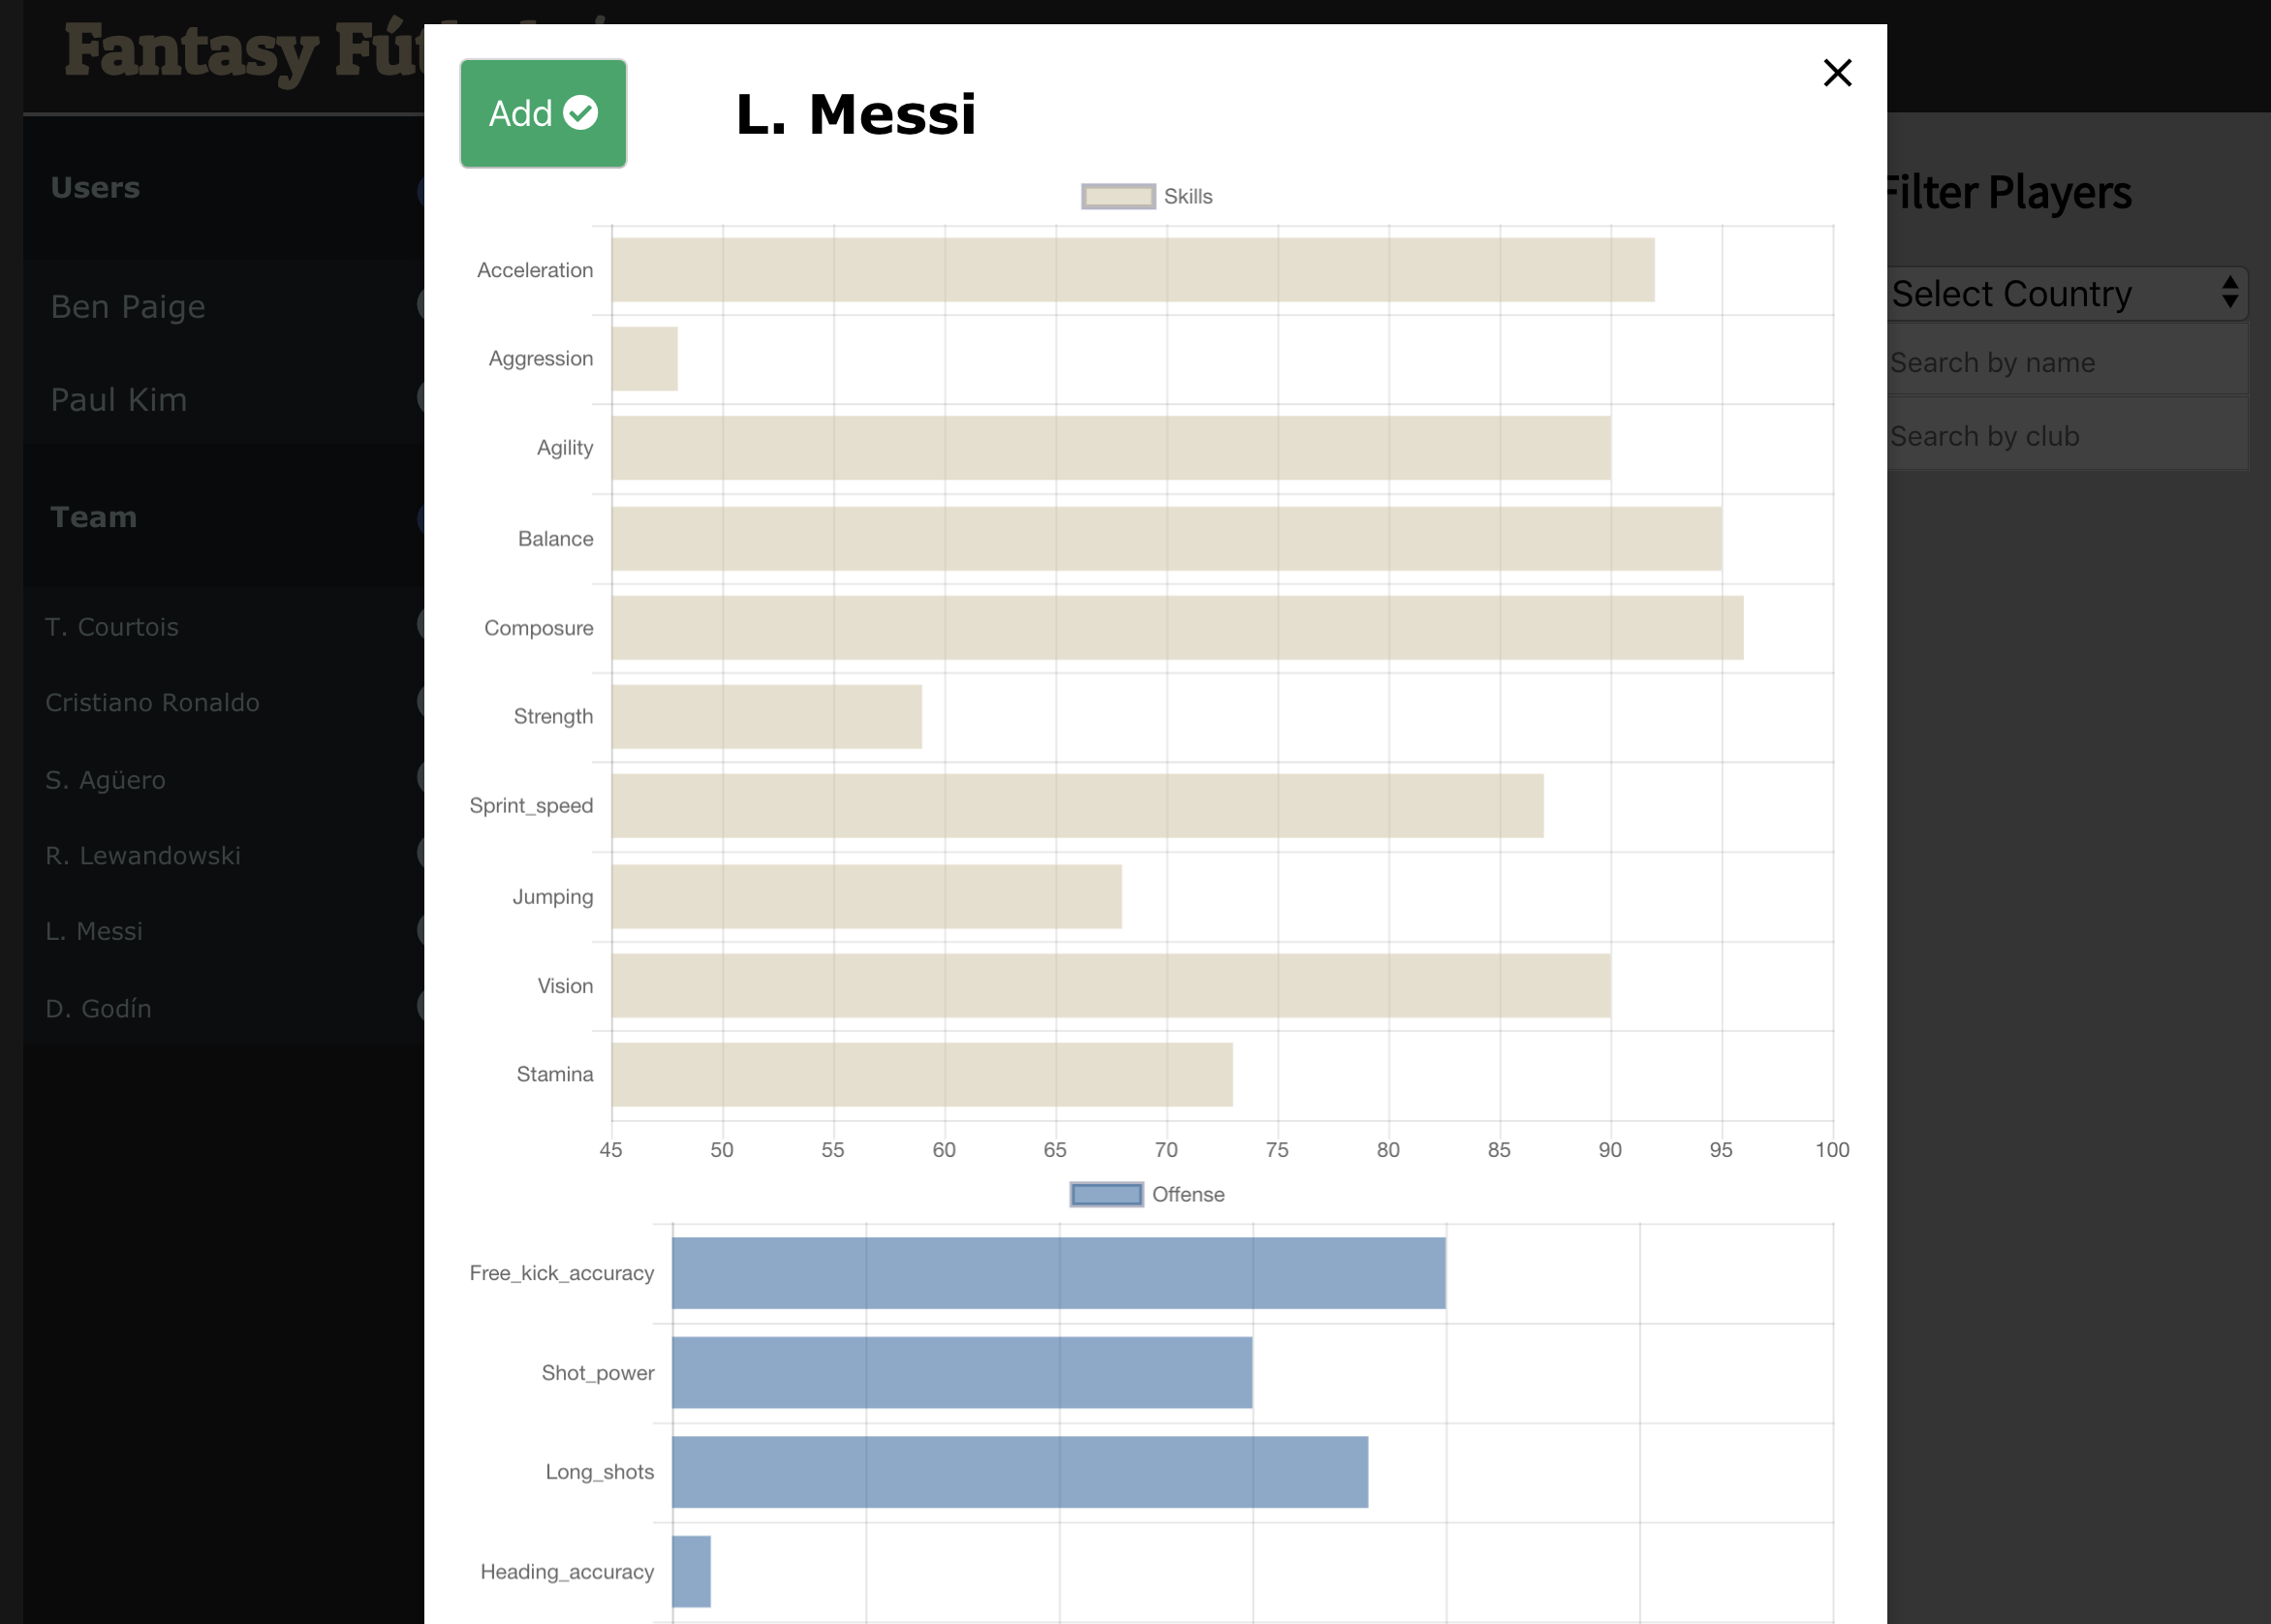 Fantasy
Add
L. Messi
Users
Ben Paige
Paul Kim
Team
T. Courtois
Cristiano Ronaldo
S. Agüero
R. Lewandowski
L. Messi
D. Godín
Skills
Acceleration
Aggression
Agility
Balance
Composure
Strength
Sprint_speed
Jumping
Vision
Stamina
45 50 55 60 65 70 75 80 85 90 95 100
Offense
Free_kick_accuracy
Shot_power
Long_shots
Heading_accuracy
Filter Players
Select Country
Search by name
Search by club